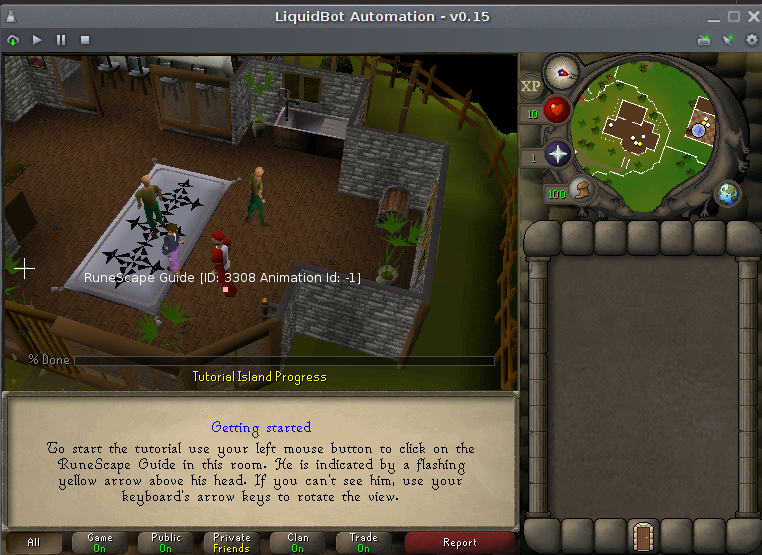 LiquidBot Automation - v0.15
XP
10
1
100
RuneScape Guide [ID: 3308 Animation Id: -1]
% Done
Tutorial Island Progress
Getting started
To start the tutorial use your left mouse button to click on the
RuneScape Guide in this room. He is indicated by a flashing
yellow arrow above his head. If you can't see him, use your
keyboard's arrow keys to rotate the view.
All
Game
On
Public
On
Private
Friends
Clan
On
Trade
On
Report